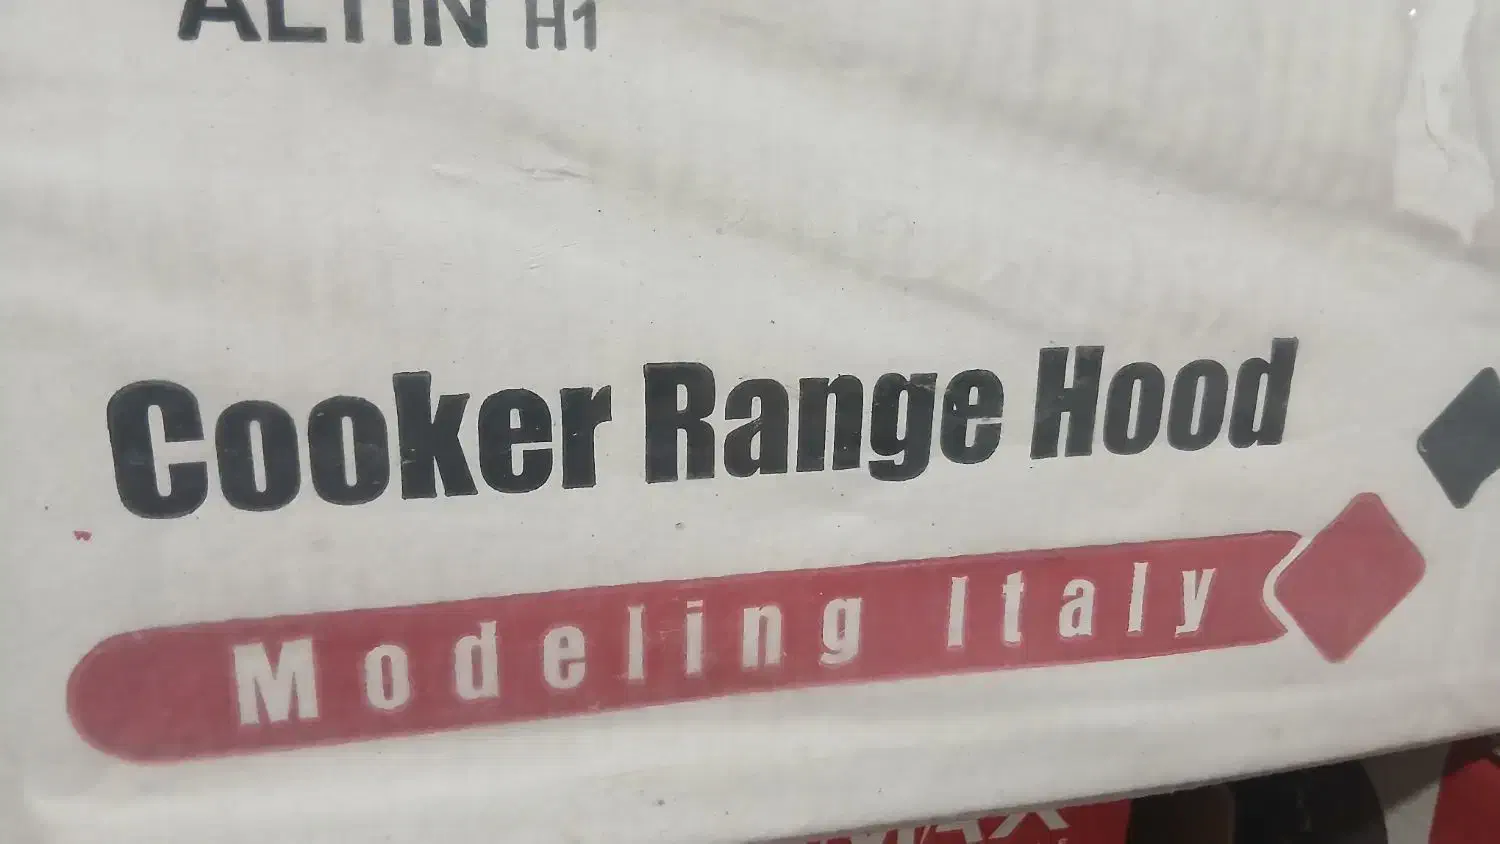 ALTIN H1
Cooker Range Hood
Modeling Italy